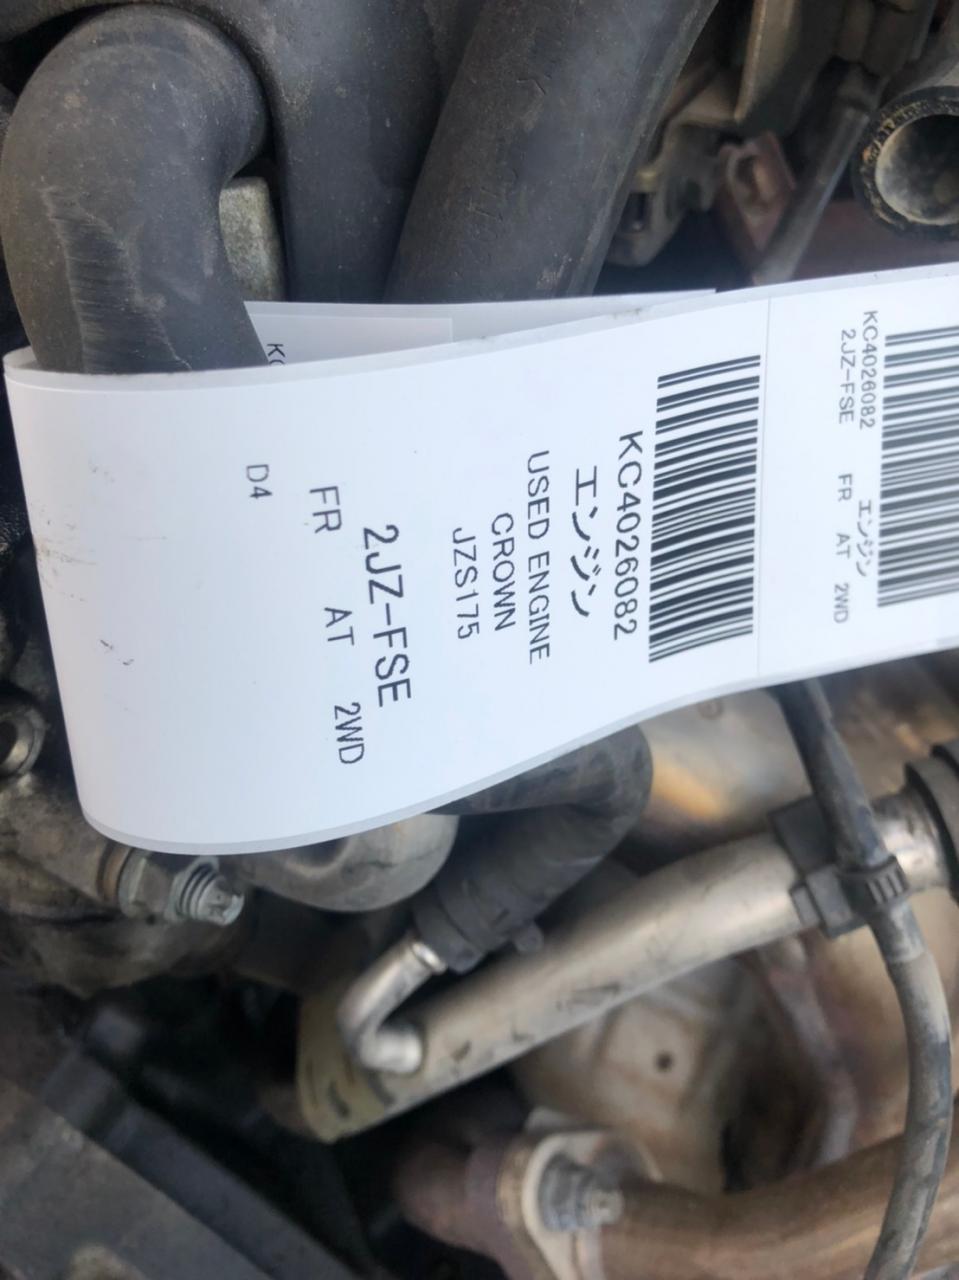 KC4026082
エンジン
USED ENGINE
CROWN
JZS175
2JZ-FSE
FR AT 2WD
D4
KC4026082 エンジン
2JZ-FSE FR AT 2WD